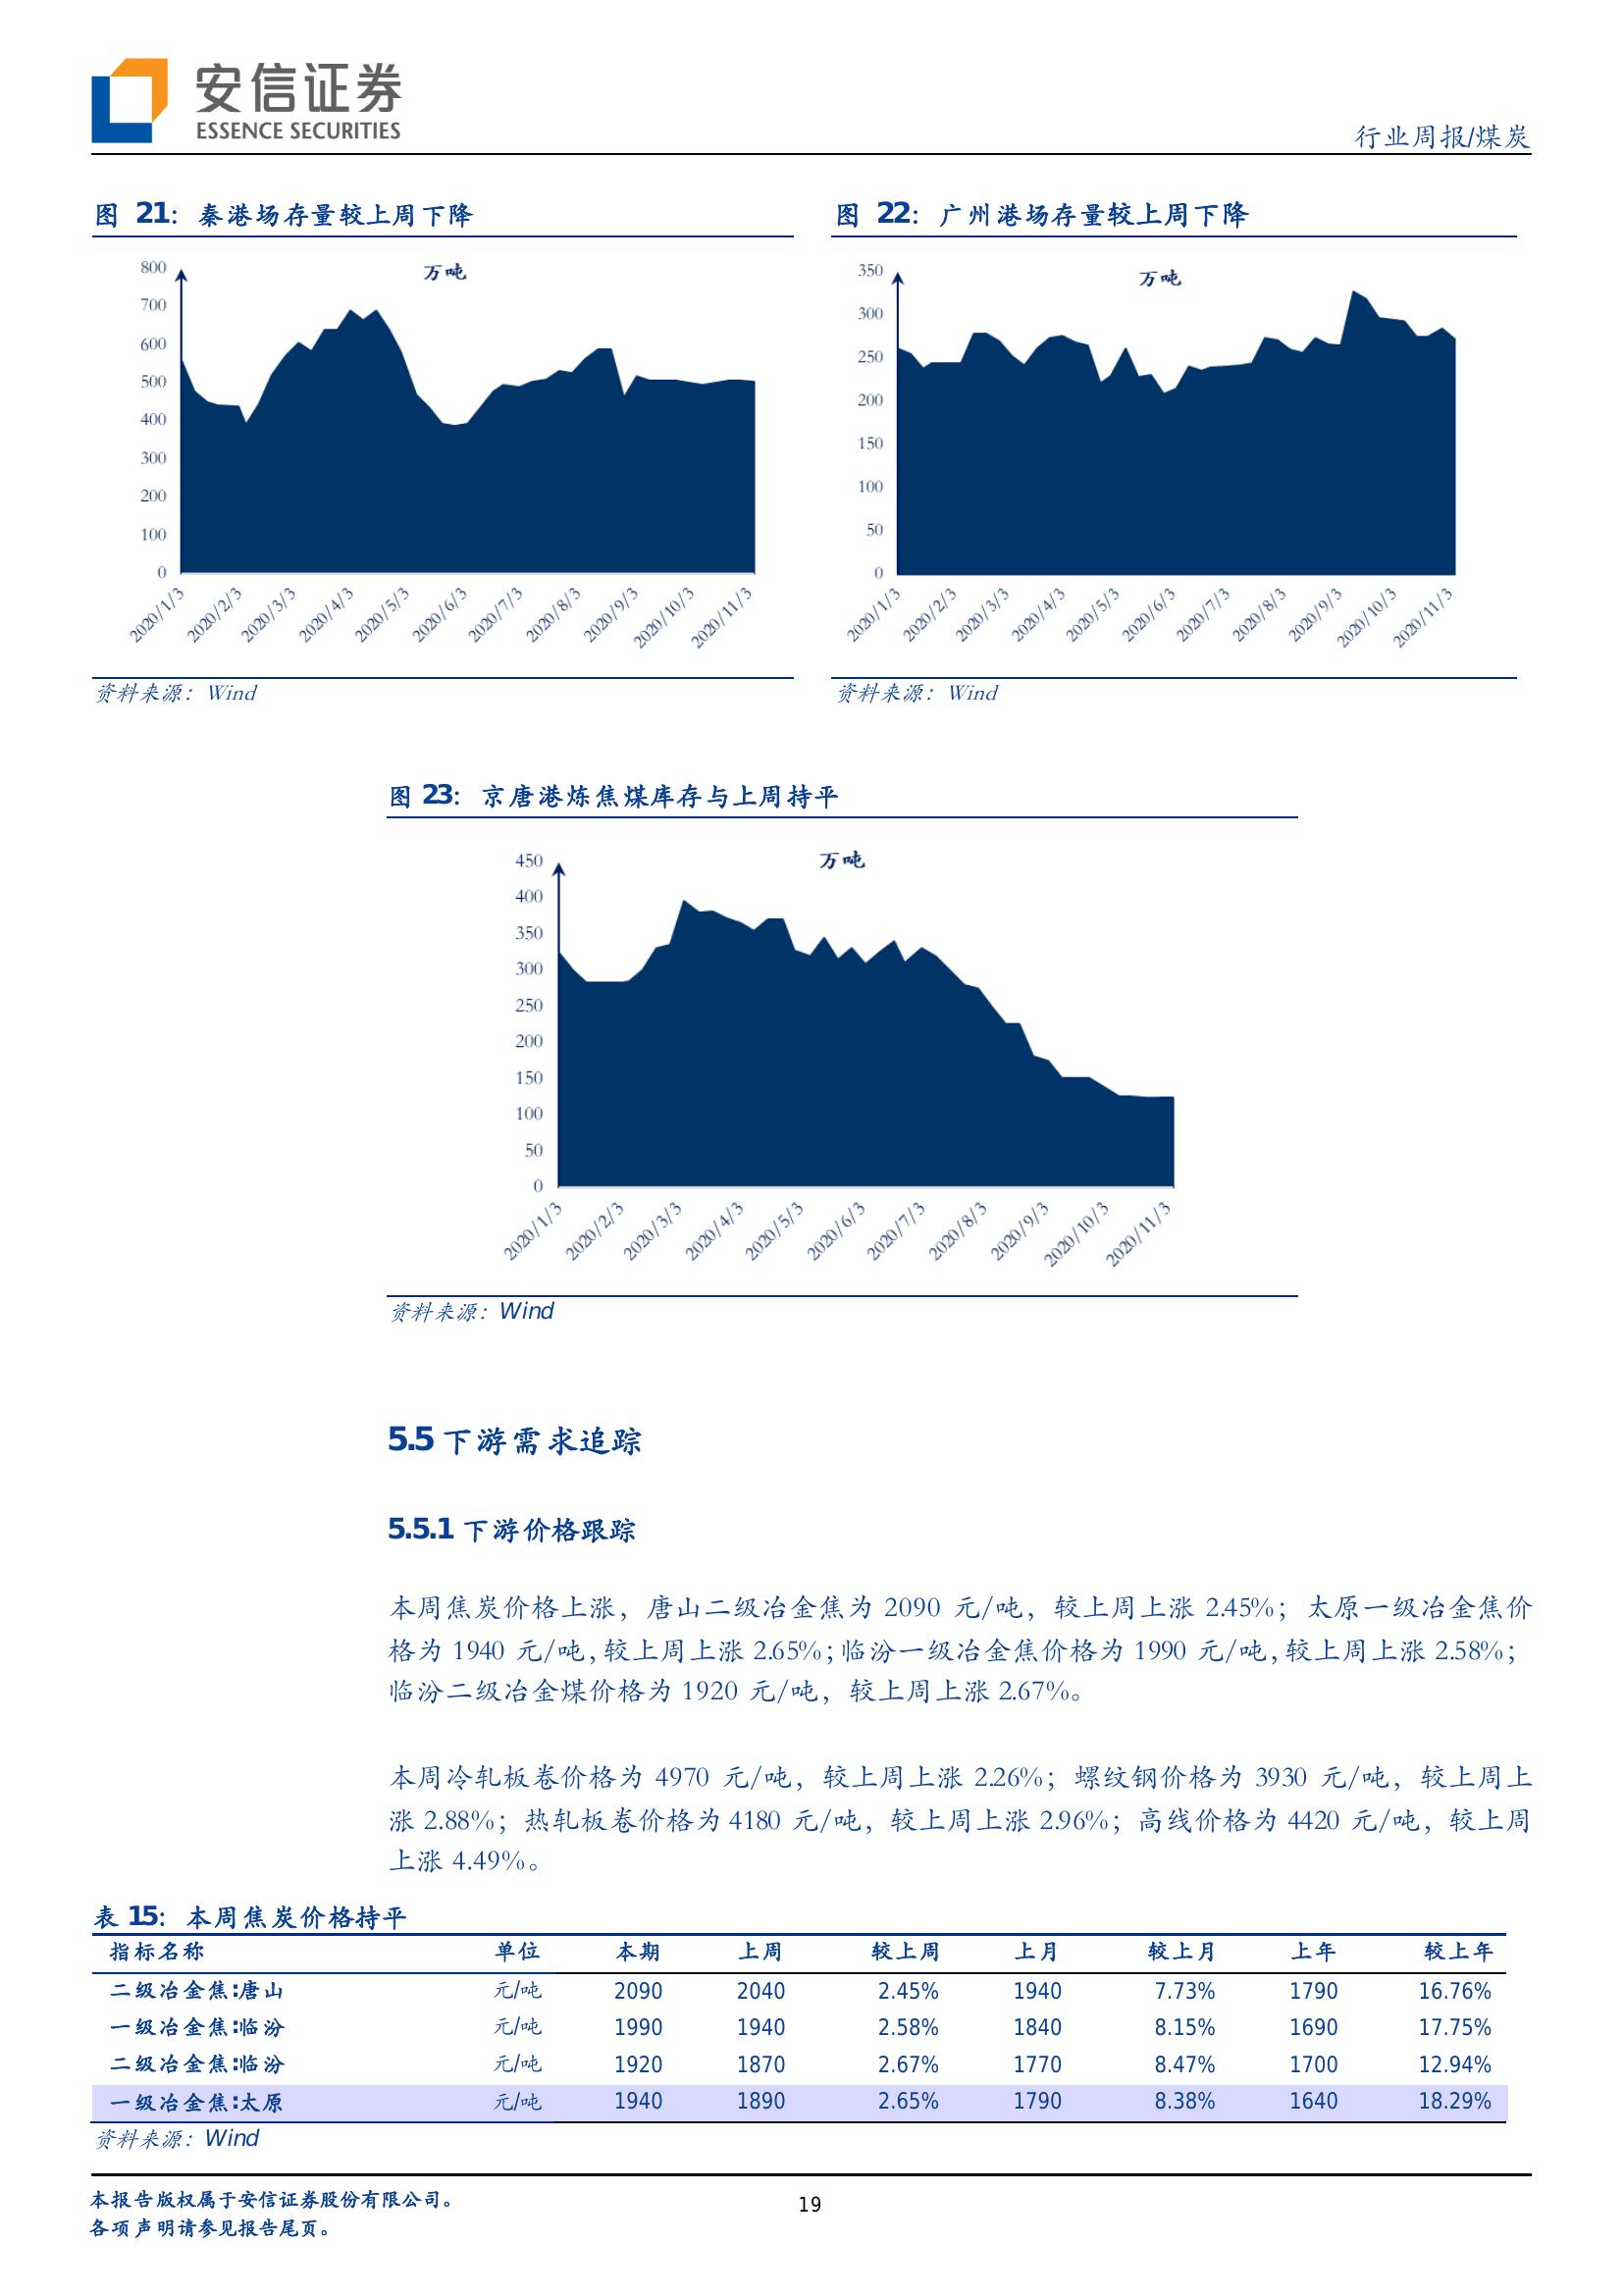 安信证券
ESSENCE SECURITIES
行业周报/煤炭
图 21：秦港场存量较上周下降
万吨
800
700
600
500
400
300
200
100
0
2020/1/3
2020/2/3
2020/3/3
2020/4/3
2020/5/3
2020/6/3
2020/7/3
2020/8/3
2020/9/3
2020/10/3
2020/11/3
资料来源：Wind
图 22：广州港场存量较上周下降
万吨
350
300
250
200
150
100
50
0
2020/1/3
2020/2/3
2020/3/3
2020/4/3
2020/5/3
2020/6/3
2020/7/3
2020/8/3
2020/9/3
2020/10/3
2020/11/3
资料来源：Wind
图 23：京唐港炼焦煤库存与上周持平
万吨
450
400
350
300
250
200
150
100
50
0
2020/1/3
2020/2/3
2020/3/3
2020/4/3
2020/5/3
2020/6/3
2020/7/3
2020/8/3
2020/9/3
2020/10/3
2020/11/3
资料来源：Wind
5.5 下游需求追踪
5.5.1 下游价格跟踪
本周焦炭价格上涨，唐山二级冶金焦为 2090 元/吨，较上周上涨 2.45%；太原一级冶金焦价
格为 1940 元/吨,较上周上涨 2.65%；临汾一级冶金焦价格为 1990 元/吨,较上周上涨 2.58%；
临汾二级冶金煤价格为 1920 元/吨，较上周上涨 2.67%。
本周冷轧板卷价格为 4970 元/吨，较上周上涨 2.26%；螺纹钢价格为 3930 元/吨，较上周上
涨 2.88%；热轧板卷价格为 4180 元/吨，较上周上涨 2.96%；高线价格为 4420 元/吨，较上周
上涨 4.49%。
表 15：本周焦炭价格持平
指标名称 单位 本期 上周 较上周 上月 较上月 上年 较上年
二级冶金焦:唐山 元/吨 2090 2040 2.45% 1940 7.73% 1790 16.76%
一级冶金焦:临汾 元/吨 1990 1940 2.58% 1840 8.15% 1690 17.75%
二级冶金焦:临汾 元/吨 1920 1870 2.67% 1770 8.47% 1700 12.94%
一级冶金焦:太原 元/吨 1940 1890 2.65% 1790 8.38% 1640 18.29%
资料来源：Wind
本报告版权属于安信证券股份有限公司。
各项声明请参见报告尾页。
19